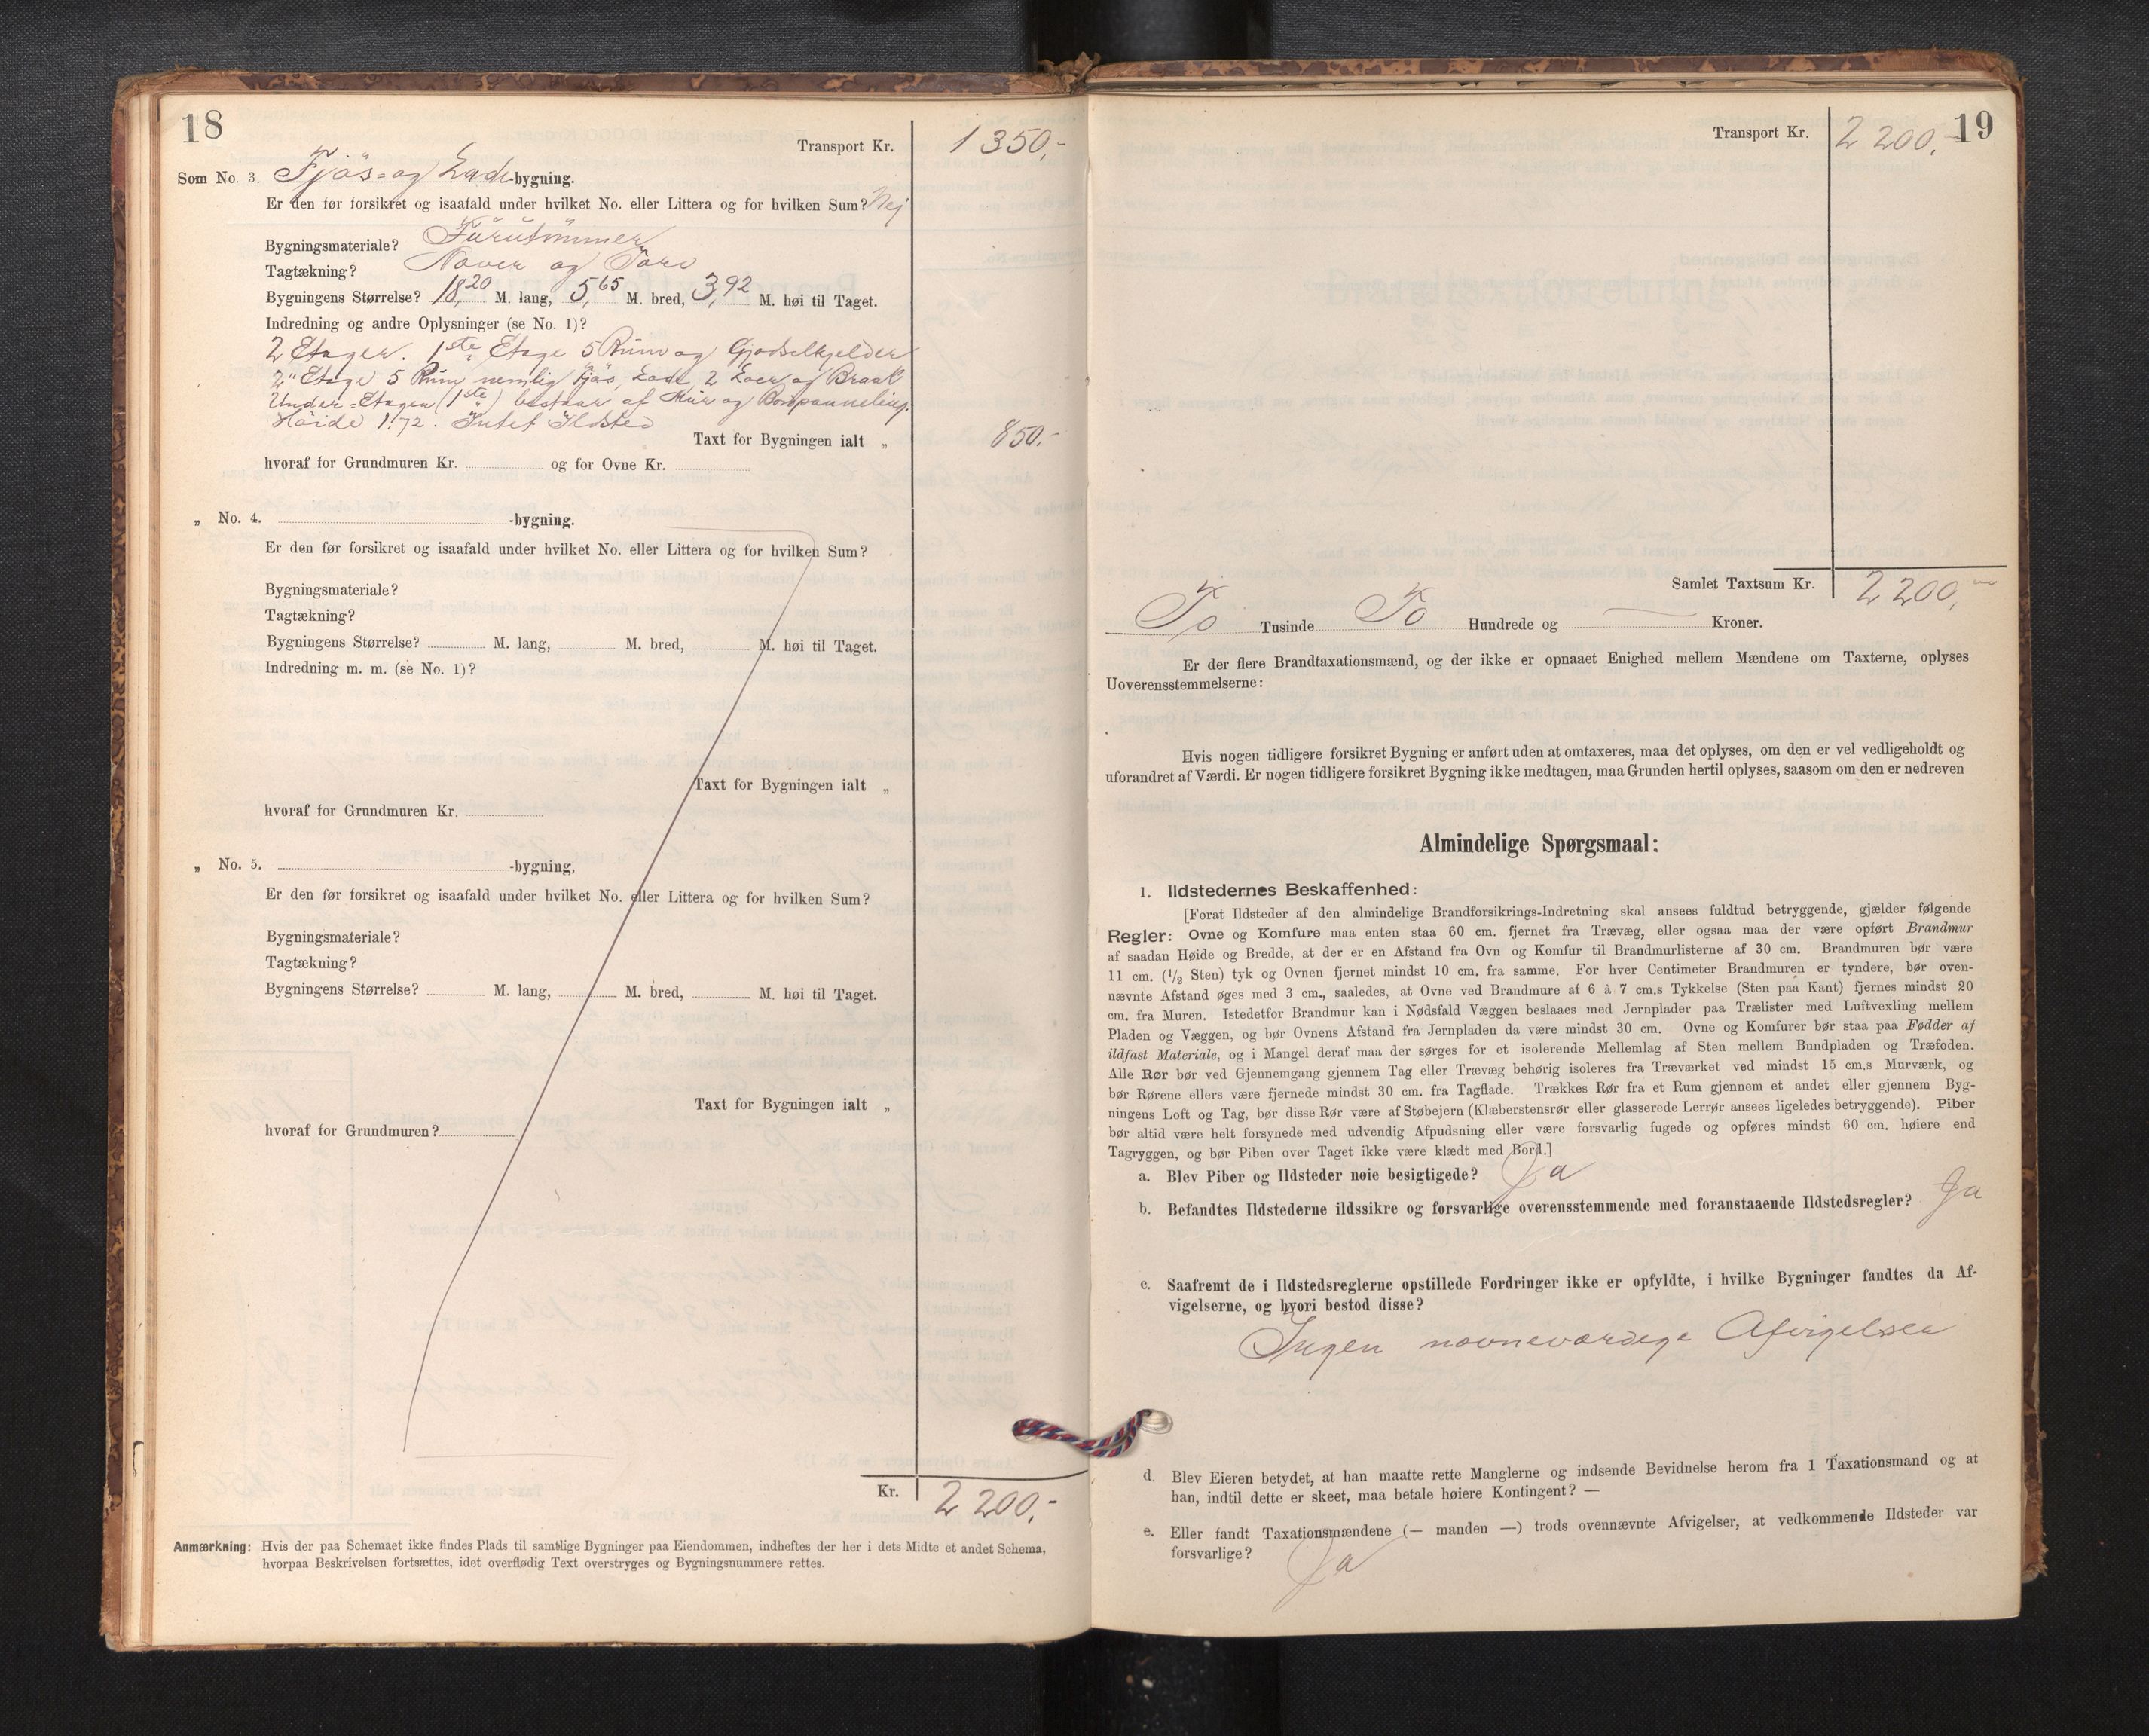 18
Transport Kr. 1350,-
Som No. 3. Fjös- og Lade-bygning.
Er den før forsikret og isaafald under hvilket No. eller Littera og for hvilken Sum? Nej
Bygningsmateriale? Furutömmer
Tagtækning? Næver og Torv
Bygningens Størrelse? 18,20 M. lang, 5,65 M. bred, 3,92 M. høi til Taget.
Indredning og andre Oplysninger (se No. 1)?
2 Etager. 1ste Etage 5 Rum og Gjødselkjelder
2" Etage 5 Rum nemlig Fjös, Lade, 2 Loer og Braak
Under-Etagen (1ste) bestaar af Mur og Bordpanneling.
Høide 1.72. Intet Ildsted
Taxt for Bygningen ialt „ 850.-
hvoraf for Grundmuren Kr. og for Ovne Kr.
„ No. 4. -bygning.
Er den før forsikret og isaafald under hvilket No. eller Littera og for hvilken Sum?
Bygningsmateriale?
Tagtækning?
Bygningens Størrelse? M. lang, M. bred, M. høi til Taget.
Indredning m. m. (se No. 1)?
Taxt for Bygningen ialt „
hvoraf for Grundmuren Kr.
„ No. 5. -bygning,
Er den før forsikret og isaafald under hvilket No. eller Littera og for hvilken Sum?
Bygningsmateriale?
Tagtækning?
Bygningens Størrelse? M. lang, M. bred, M. høi til Taget.
Taxt for Bygningen ialt „
hvoraf for Grundmuren?
Kr. 2200,-
Anmærkning: Hvis der paa Schemaet ikke findes Plads til samtlige Bygninger paa Eiendommen, indheftes der her i dets Midte et andet Schema,
hvorpaa Beskrivelsen fortsættes, idet overflødig Text overstryges og Bygningsnummere rettes.
19
Transport Kr. 2200,-
Samlet Taxtsum Kr. 2200,-
To Tusinde To Hundrede og — Kroner.
Er der flere Brandtaxationsmænd, og der ikke er opnaaet Enighed mellem Mændene om Taxterne, oplyses
Uoverensstemmelserne:
Hvis nogen tidligere forsikret Bygning er anført uden at omtaxeres, maa det oplyses, om den er vel vedligeholdt og
uforandret af Værdi. Er nogen tidligere forsikret Bygning ikke medtagen, maa Grunden hertil oplyses, saasom om den er nedreven
Almindelige Spørgsmaal:
1. Ildstedernes Beskaffenhed:
[Forat Ildsteder af den almindelige Brandforsikrings-Indretning skal ansees fuldtud betryggende, gjælder følgende
Regler: Ovne og Komfure maa enten staa 60 cm. fjernet fra Trævæg, eller ogsaa maa der være opført Brandmur
af saadan Høide og Bredde, at der er en Afstand fra Ovn og Komfur til Brandmurlisterne af 30 cm. Brandmuren bør være
11 cm. (1/2 Sten) tyk og Ovnen fjernet mindst 10 cm. fra samme. For hver Centimeter Brandmuren er tyndere, bør oven-
nævnte Afstand øges med 3 cm., saaledes, at Ovne ved Brandmure af 6 à 7 cm.s Tykkelse (Sten paa Kant) fjernes mindst 20
cm. fra Muren. Istedetfor Brandmur kan i Nødsfald Væggen beslaaes med Jernplader paa Trælister med Luftvexling mellem
Pladen og Væggen, og bør Ovnens Afstand fra Jernpladen da være mindst 30 cm. Ovne og Komfurer bør staa paa Fødder af
ildfast Materiale, og i Mangel deraf maa der sørges for et isolerende Mellemlag af Sten mellem Bundpladen og Træfoden.
Alle Rør bør ved Gjennemgang gjennem Tag eller Trævæg behørig isoleres fra Træverket ved mindst 15 cm.s Murværk, og
bør Rørene ellers være fjernede mindst 30 cm. fra Tagflade. Trækkes Rør fra et Rum gjennem et andet eller gjennem Byg-
ningens Loft og Tag, bør disse Rør være af Støbejern (Klæberstensrør eller glasserede Lerrør ansees ligeledes betryggende). Piber
bør altid være helt forsynede med udvendig Afpudsning eller være forsvarlig fugede og opføres mindst 60 cm. høiere end
Tagryggen, og bør Piben over Taget ikke være klædt med Bord.]
a. Blev Piber og Ildsteder nøie besigtigede? Ja
b. Befandtes Ildstederne ildssikre og forsvarlige overensstemmende med foranstaaende Ildstedsregler? Ja
c. Saafremt de i Ildstedsreglerne opstillede Fordringer ikke er opfyldte, i hvilke Bygninger fandtes da Af-
vigelserne, og hvori bestod disse?
Ingen nævneværdige Afvigelser
d. Blev Eieren betydet, at han maatte rette Manglerne og indsende Bevidnelse herom fra 1 Taxationsmand og at
han, indtil dette er skeet, maa betale høiere Kontingent? —
e. Eller fandt Taxationsmændene (— manden —) trods ovennævnte Afvigelser, at vedkommende Ildsteder var
forsvarlige? Ja